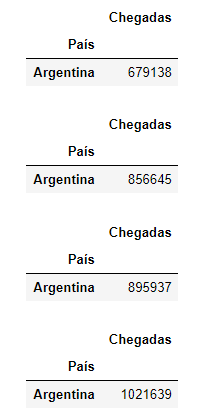 Chegadas
País
Argentina 679138
Chegadas
País
Argentina 856645
Chegadas
País
Argentina 895937
Chegadas
País
Argentina 1021639